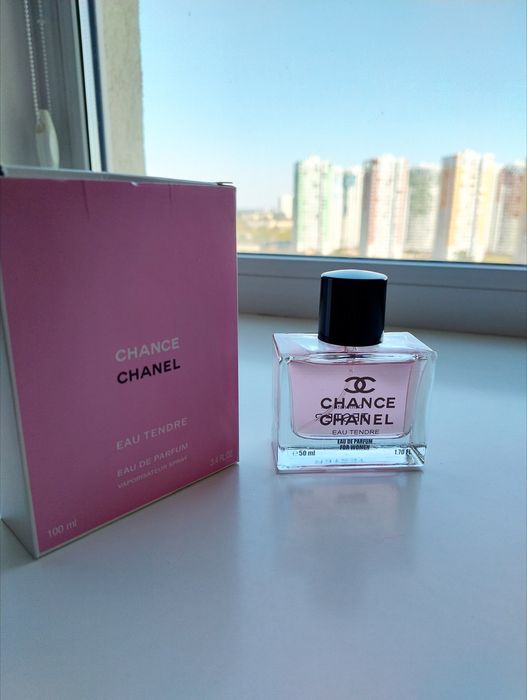 CHANCE
CHANEL
EAU TENDRE
EAU DE PARFUM
VAPORISATEUR SPRAY
100 ml
3.4 FL
CHANCE
CHANEL
EAU TENDRE
EAU DE PARFUM
FOR WOMEN
℮50 ml
1.70 FL